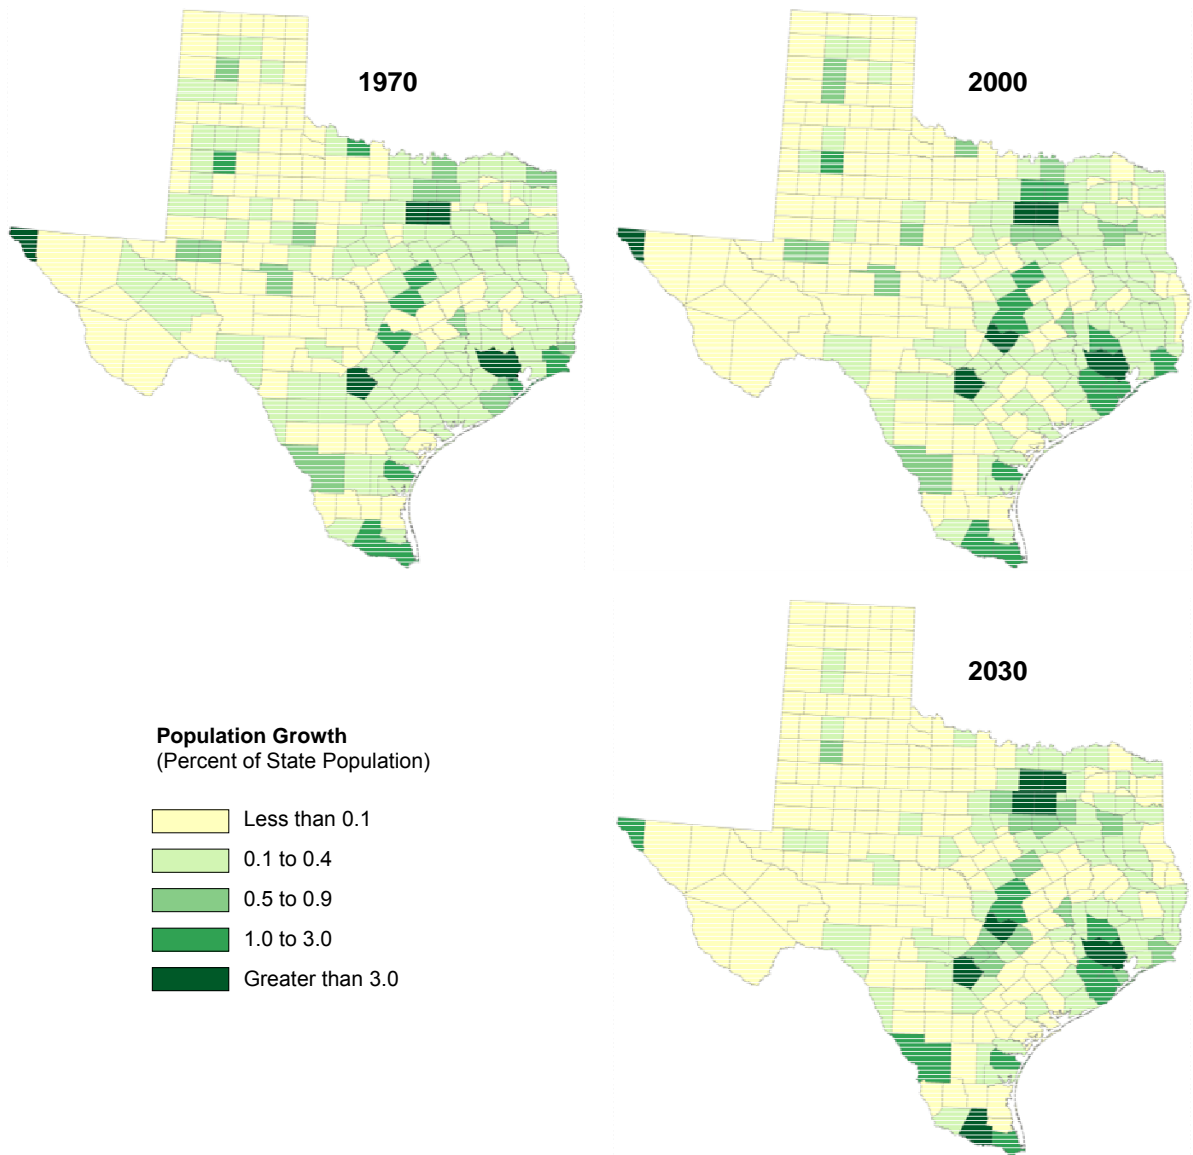 1970
2000
2030
Population Growth
(Percent of State Population)
Less than 0.1
0.1 to 0.4
0.5 to 0.9
1.0 to 3.0
Greater than 3.0